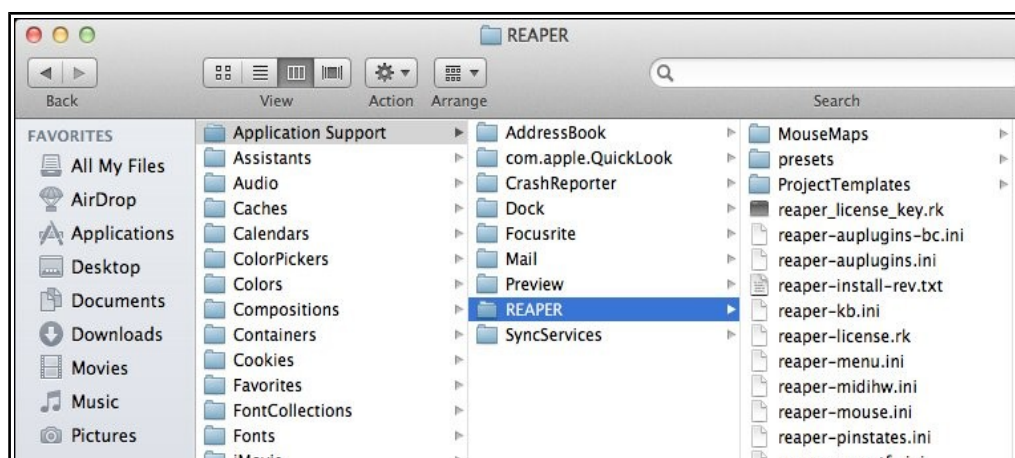 REAPER
Back
View
Action
Arrange
Search
FAVORITES
All My Files
AirDrop
Applications
Desktop
Documents
Downloads
Movies
Music
Pictures
Application Support
Assistants
Audio
Caches
Calendars
ColorPickers
Colors
Compositions
Containers
Cookies
Favorites
FontCollections
Fonts
AddressBook
com.apple.QuickLook
CrashReporter
Dock
Focusrite
Mail
Preview
REAPER
SyncServices
MouseMaps
presets
ProjectTemplates
reaper_license_key.rk
reaper-auplugins-bc.ini
reaper-auplugins.ini
reaper-install-rev.txt
reaper-kb.ini
reaper-license.rk
reaper-menu.ini
reaper-midihw.ini
reaper-mouse.ini
reaper-pinstates.ini